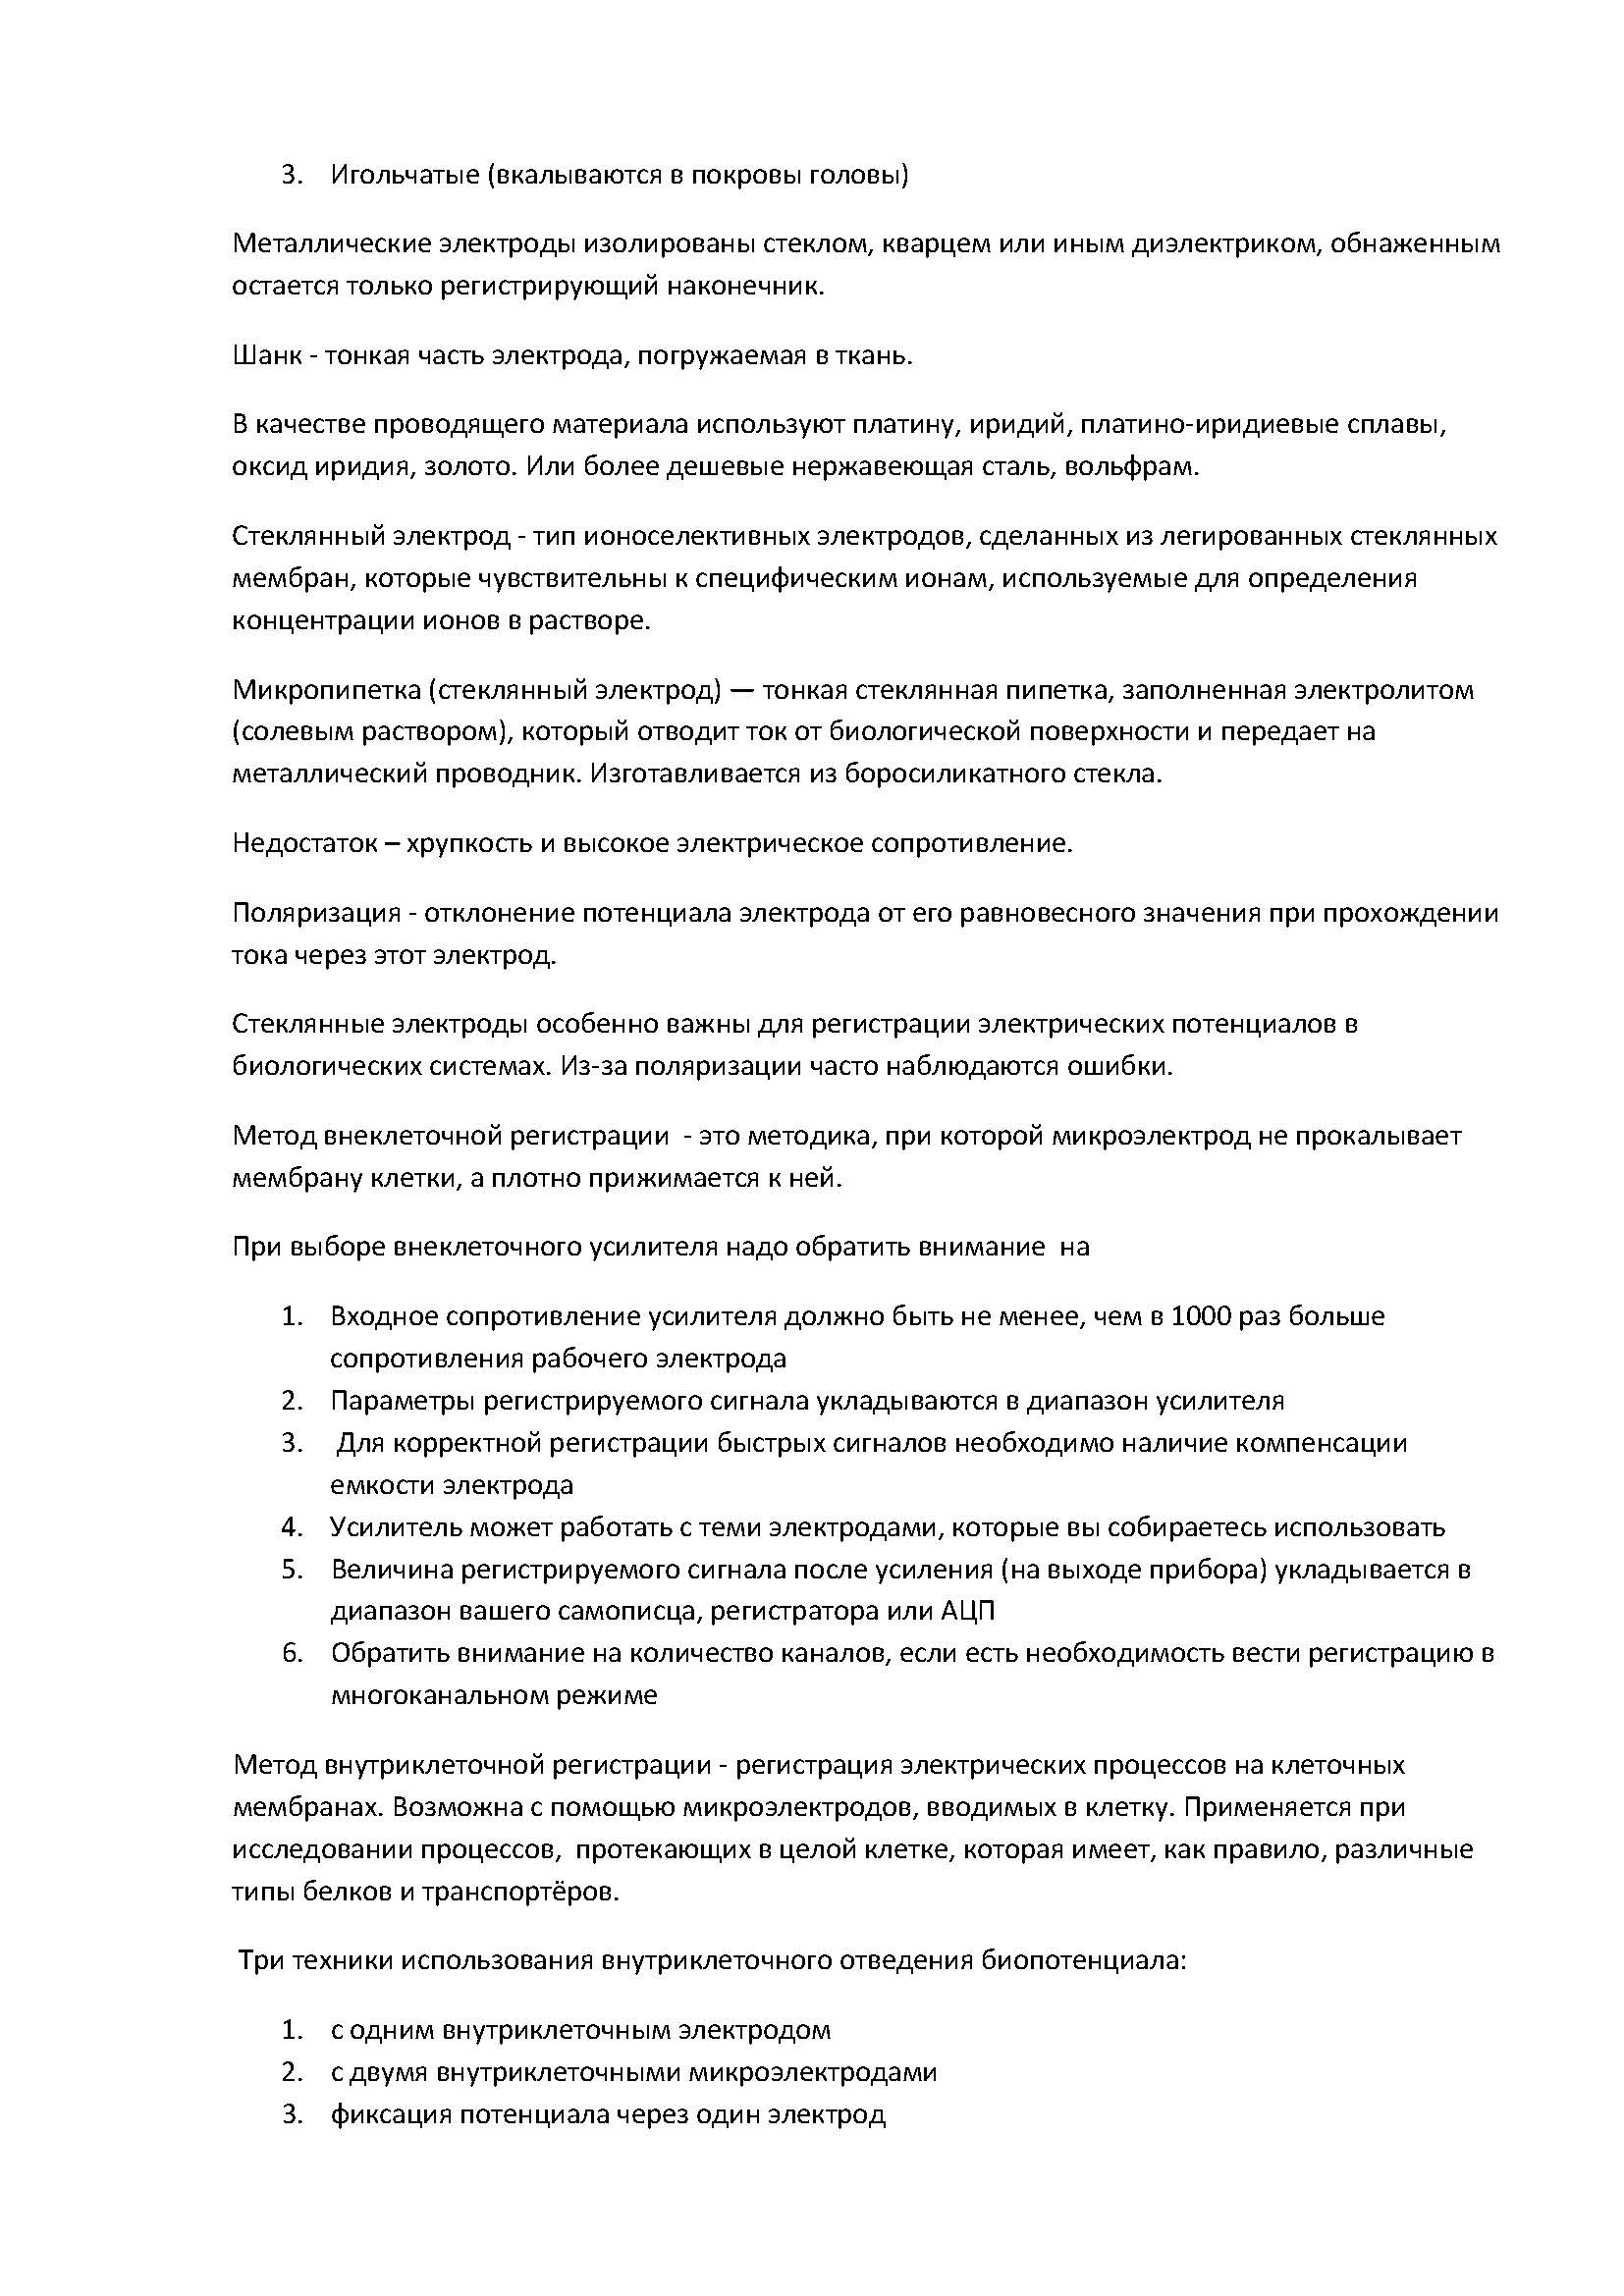 3. Игольчатые (вкалываются в покровы головы)
Металлические электроды изолированы стеклом, кварцем или иным диэлектриком, обнаженным
остается только регистрирующий наконечник.
Шанк - тонкая часть электрода, погружаемая в ткань.
В качестве проводящего материала используют платину, иридий, платино-иридиевые сплавы,
оксид иридия, золото. Или более дешевые нержавеющая сталь, вольфрам.
Стеклянный электрод - тип ионоселективных электродов, сделанных из легированных стеклянных
мембран, которые чувствительны к специфическим ионам, используемые для определения
концентрации ионов в растворе.
Микропипетка (стеклянный электрод) — тонкая стеклянная пипетка, заполненная электролитом
(солевым раствором), который отводит ток от биологической поверхности и передает на
металлический проводник. Изготавливается из боросиликатного стекла.
Недостаток – хрупкость и высокое электрическое сопротивление.
Поляризация - отклонение потенциала электрода от его равновесного значения при прохождении
тока через этот электрод.
Стеклянные электроды особенно важны для регистрации электрических потенциалов в
биологических системах. Из-за поляризации часто наблюдаются ошибки.
Метод внеклеточной регистрации - это методика, при которой микроэлектрод не прокалывает
мембрану клетки, а плотно прижимается к ней.
При выборе внеклеточного усилителя надо обратить внимание на
1. Входное сопротивление усилителя должно быть не менее, чем в 1000 раз больше
сопротивления рабочего электрода
2. Параметры регистрируемого сигнала укладываются в диапазон усилителя
3. Для корректной регистрации быстрых сигналов необходимо наличие компенсации
емкости электрода
4. Усилитель может работать с теми электродами, которые вы собираетесь использовать
5. Величина регистрируемого сигнала после усиления (на выходе прибора) укладывается в
диапазон вашего самописца, регистратора или АЦП
6. Обратить внимание на количество каналов, если есть необходимость вести регистрацию в
многоканальном режиме
Метод внутриклеточной регистрации - регистрация электрических процессов на клеточных
мембранах. Возможна с помощью микроэлектродов, вводимых в клетку. Применяется при
исследовании процессов, протекающих в целой клетке, которая имеет, как правило, различные
типы белков и транспортёров.
Три техники использования внутриклеточного отведения биопотенциала:
1. с одним внутриклеточным электродом
2. с двумя внутриклеточными микроэлектродами
3. фиксация потенциала через один электрод